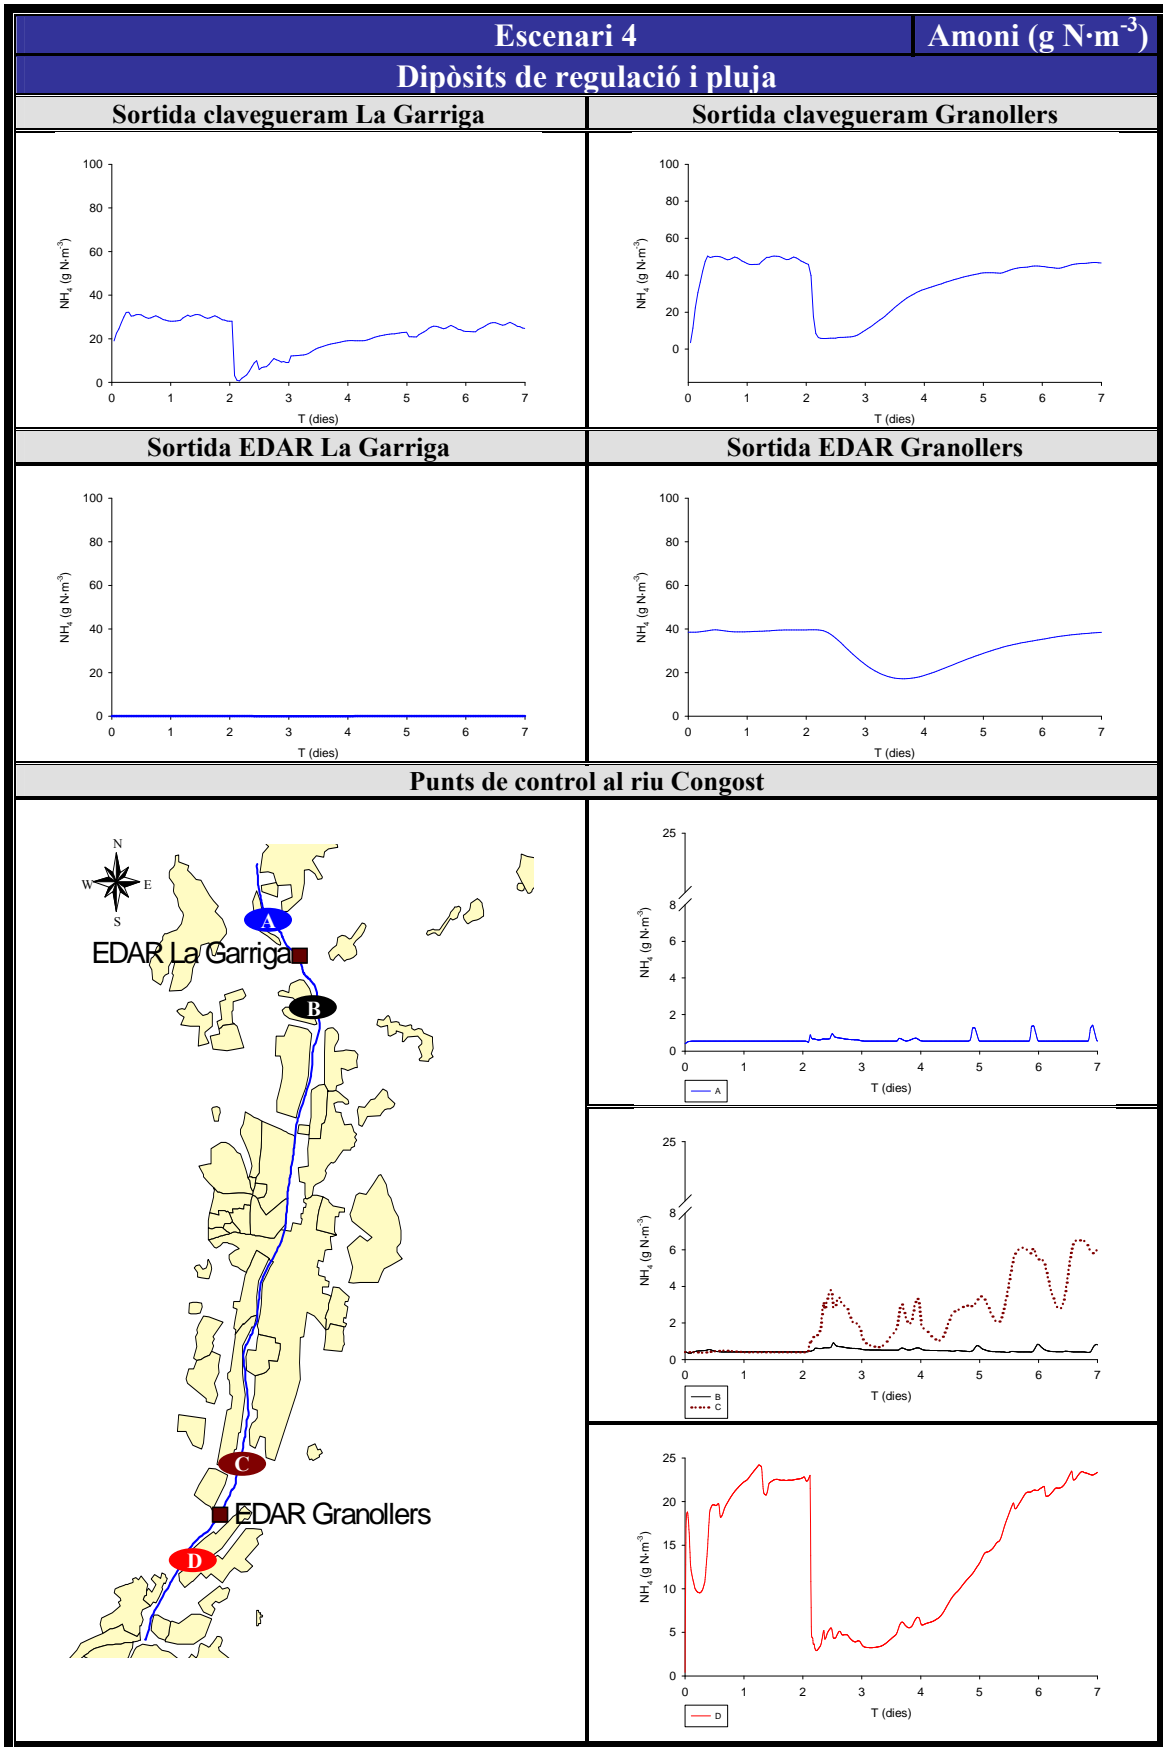 Escenari 4
Amoni (g N·m-3)
Dipòsits de regulació i pluja
Sortida clavegueram La Garriga
Sortida clavegueram Granollers
NH4 (g N·m-3)
100
80
60
40
20
0
0 1 2 3 4 5 6 7
T (dies)
NH4 (g N·m-3)
100
80
60
40
20
0
0 1 2 3 4 5 6 7
T (dies)
Sortida EDAR La Garriga
Sortida EDAR Granollers
NH4 (g N·m-3)
100
80
60
40
20
0
0 1 2 3 4 5 6 7
T (dies)
NH4 (g N·m-3)
100
80
60
40
20
0
0 1 2 3 4 5 6 7
T (dies)
Punts de control al riu Congost
N
W E
S
A
EDAR La Garriga
B
C
EDAR Granollers
D
NH4 (g N·m-3)
25
8
6
4
2
0
0 1 2 3 4 5 6 7
T (dies)
A
NH4 (g N·m-3)
25
8
6
4
2
0
0 1 2 3 4 5 6 7
T (dies)
B
C
NH4 (g N·m-3)
25
20
15
10
5
0
0 1 2 3 4 5 6 7
T (dies)
D